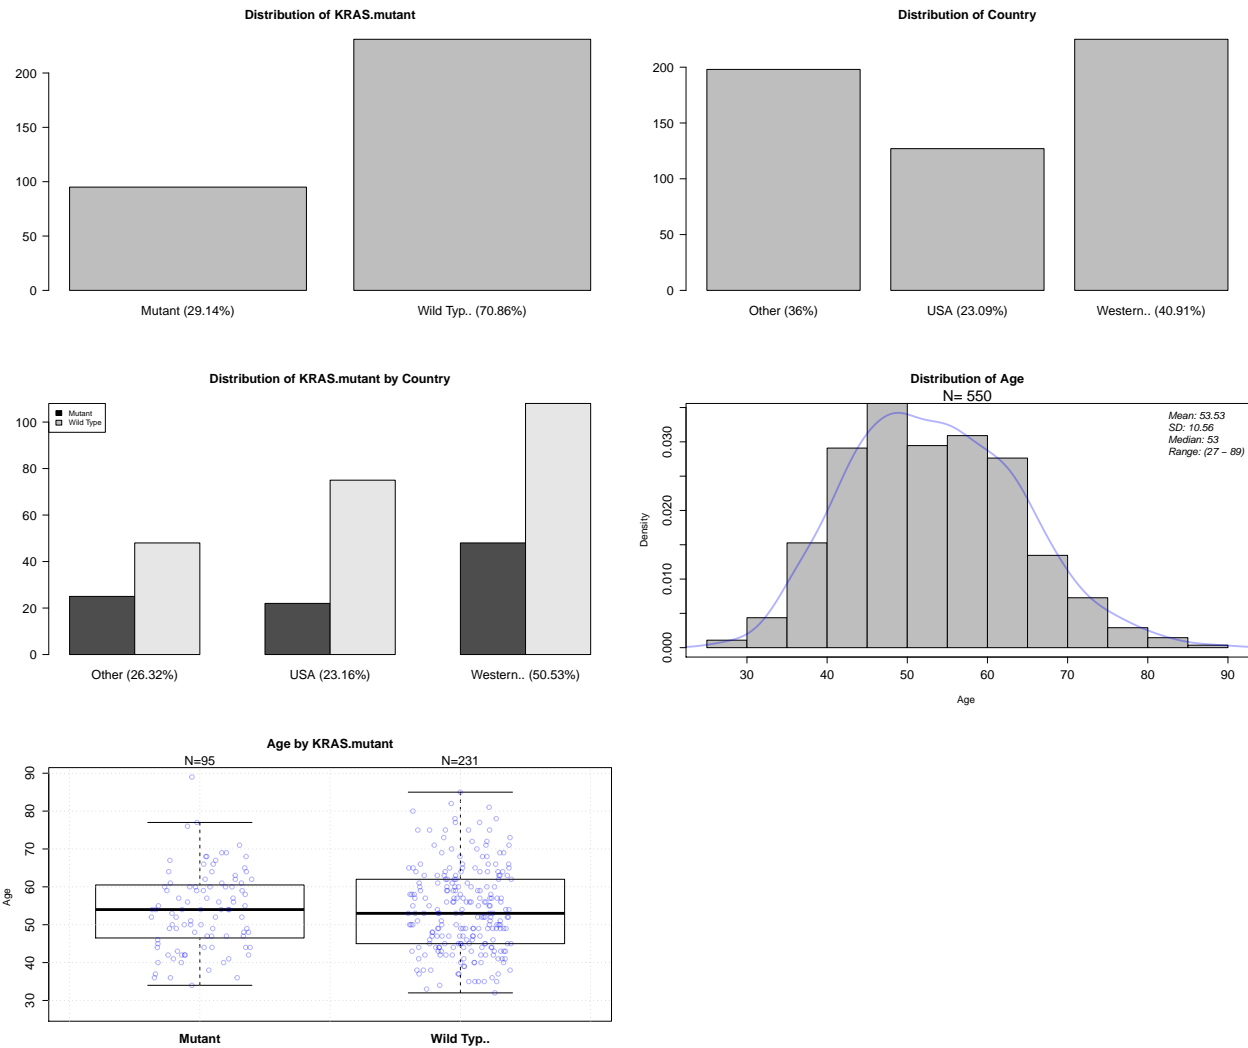 Distribution of KRAS.mutant
200
150
100
50
0
Mutant (29.14%) Wild Typ.. (70.86%)
Distribution of Country
200
150
100
50
0
Other (36%) USA (23.09%) Western.. (40.91%)
Distribution of KRAS.mutant by Country
Mutant
Wild Type
100
80
60
40
20
0
Other (26.32%) USA (23.16%) Western.. (50.53%)
Distribution of Age
N= 550
Mean: 53.53
SD: 10.56
Median: 53
Range: (27 − 89)
Density
0.030
0.020
0.010
0.000
30 40 50 60 70 80 90
Age
Age by KRAS.mutant
N=95 N=231
Age
90
80
70
60
50
40
30
Mutant Wild Typ..